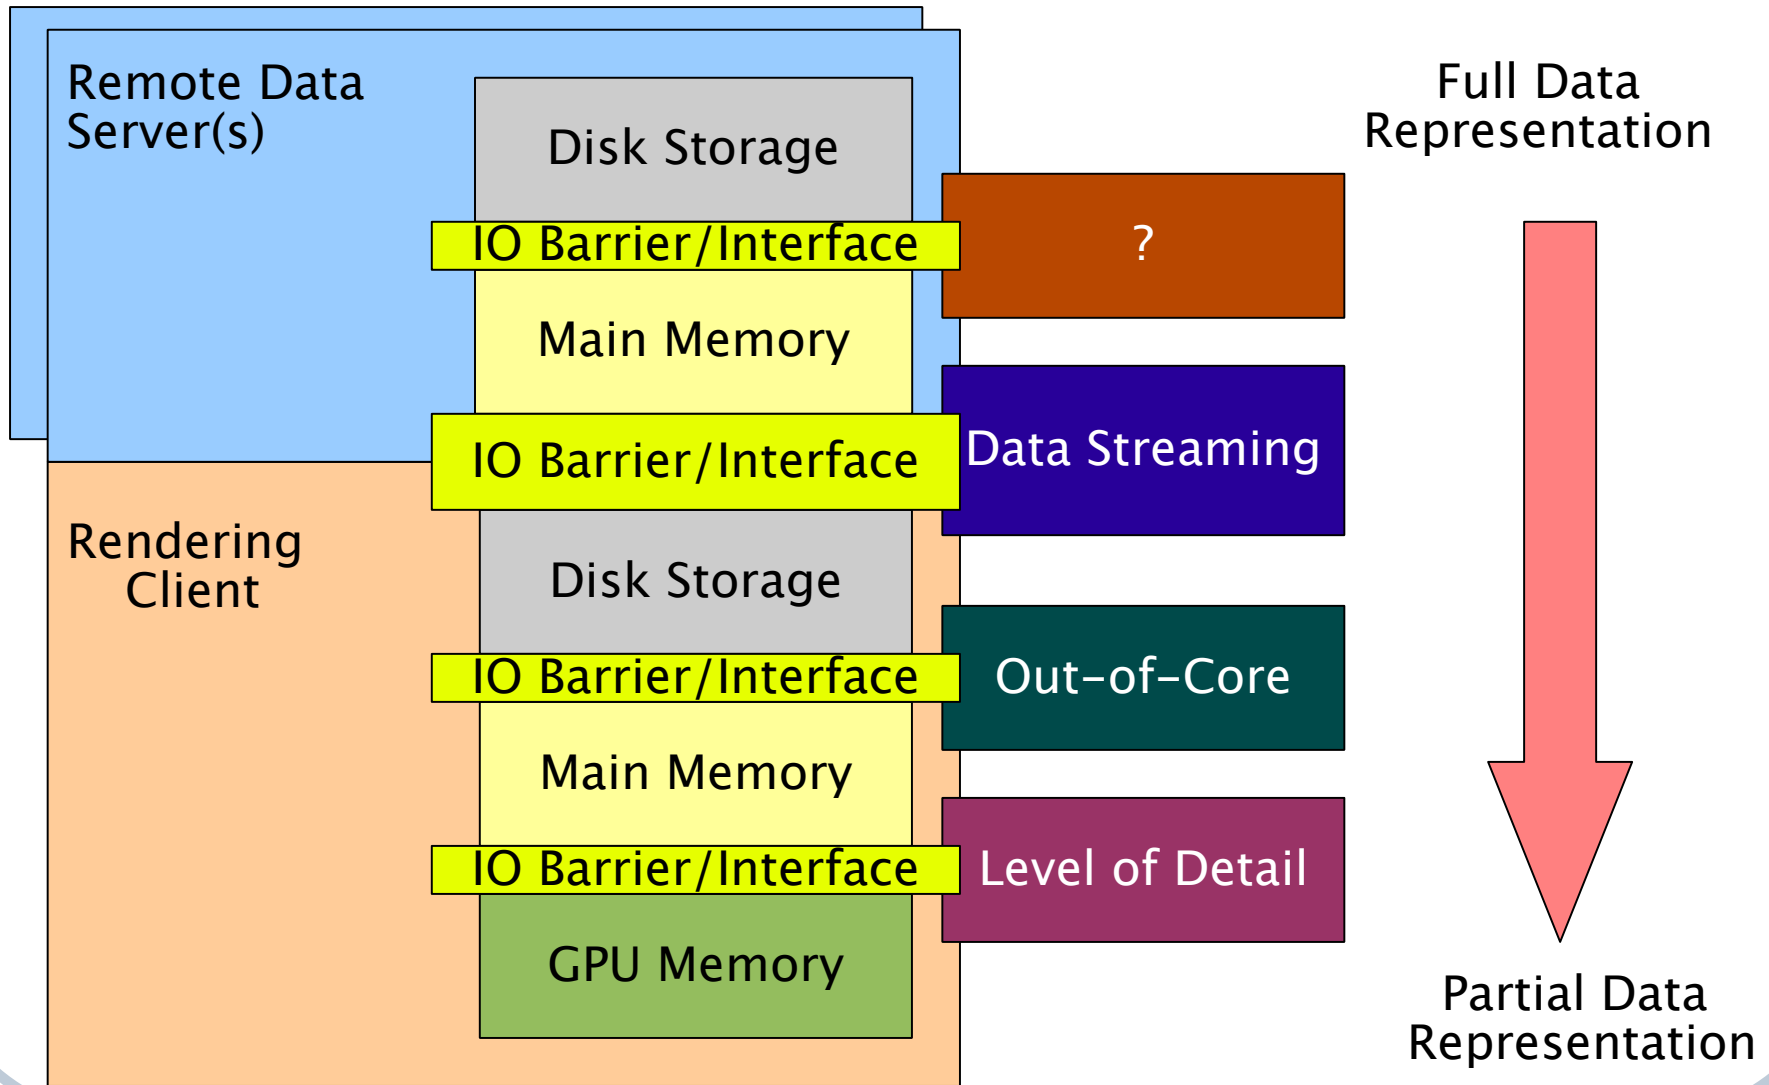 Remote Data
Server(s)
Disk Storage
IO Barrier/Interface
?
Main Memory
IO Barrier/Interface
Data Streaming
Rendering
Client
Disk Storage
IO Barrier/Interface
Out-of-Core
Main Memory
IO Barrier/Interface
Level of Detail
GPU Memory
Full Data
Representation
Partial Data
Representation